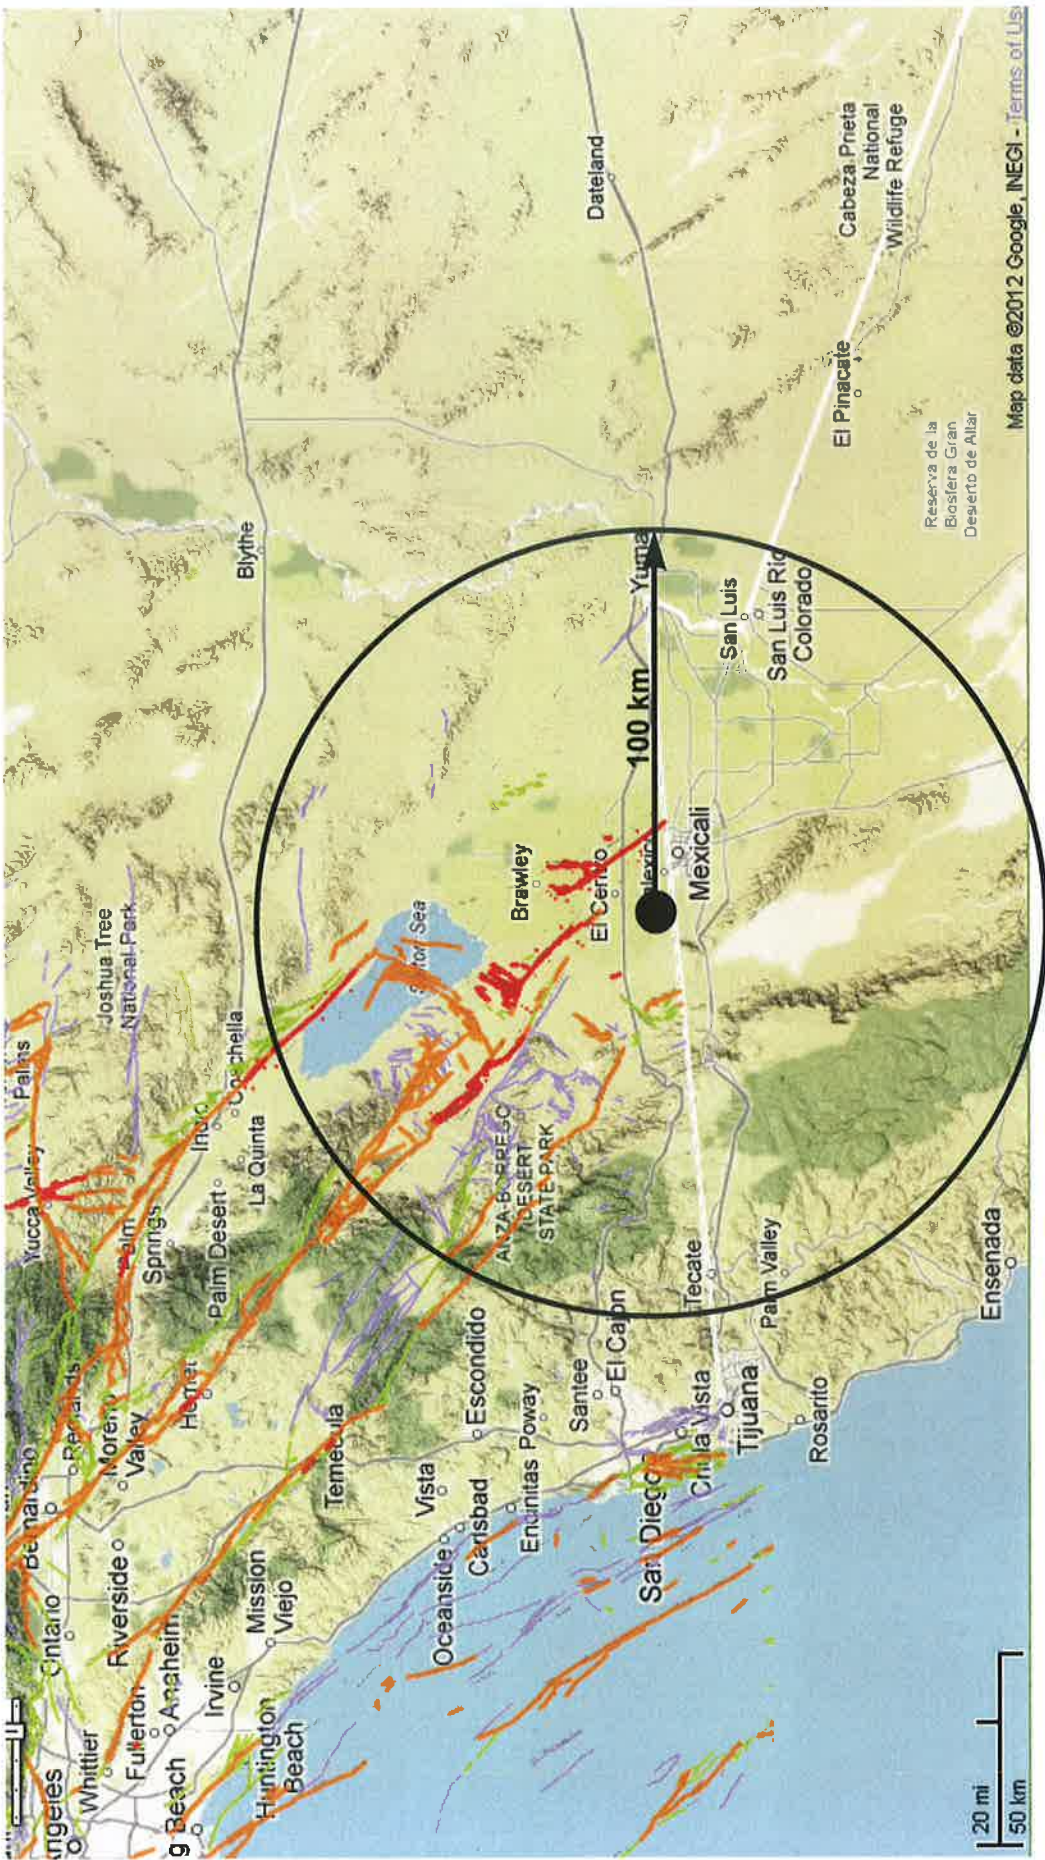 Dateland
Cabeza Prieta
National
Wildlife Refuge
El Pinacate
Reserva de la
Biosfera Gran
Desierto de Altar
Map data ©2012 Google, INEGI - Terms of Us
Blythe
Yuma
San Luis
San Luis Rio
Colorado
100 km
Mexicali
Brawley
El Centro
Joshua Tree
National Park
Palms
Coachella
Indio
La Quinta
Palm Desert
Yucca Valley
Palm
Springs
ANZA-BORREGO
DESERT
STATE PARK
Tecate
Palm Valley
Ensenada
El Cajon
Santee
Escondido
Poway
Encinitas
Chula Vista
Tijuana
Rosarito
San Diego
Hemet
Moreno
Valley
Temecula
Vista
Carlsbad
Oceanside
Riverside
Ontario
Mission
Viejo
Irvine
Anaheim
Fullerton
Whittier
Huntington
Beach
g Beach
ngeles
20 mi
50 km